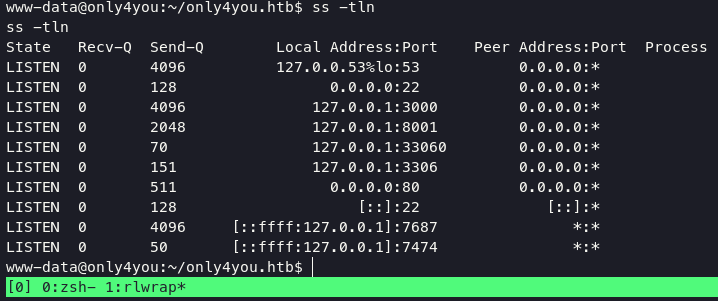 www-data@only4you:~/only4you.htb$ ss -tln
ss -tln
State Recv-Q Send-Q Local Address:Port Peer Address:Port Process
LISTEN 0 4096 127.0.0.53%lo:53 0.0.0.0:*
LISTEN 0 128 0.0.0.0:22 0.0.0.0:*
LISTEN 0 4096 127.0.0.1:3000 0.0.0.0:*
LISTEN 0 2048 127.0.0.1:8001 0.0.0.0:*
LISTEN 0 70 127.0.0.1:33060 0.0.0.0:*
LISTEN 0 151 127.0.0.1:3306 0.0.0.0:*
LISTEN 0 511 0.0.0.0:80 0.0.0.0:*
LISTEN 0 128 [::]:22 [::]:*
LISTEN 0 4096 [::ffff:127.0.0.1]:7687 *:*
LISTEN 0 50 [::ffff:127.0.0.1]:7474 *:*
www-data@only4you:~/only4you.htb$
[0] 0:zsh- 1:rlwrap*